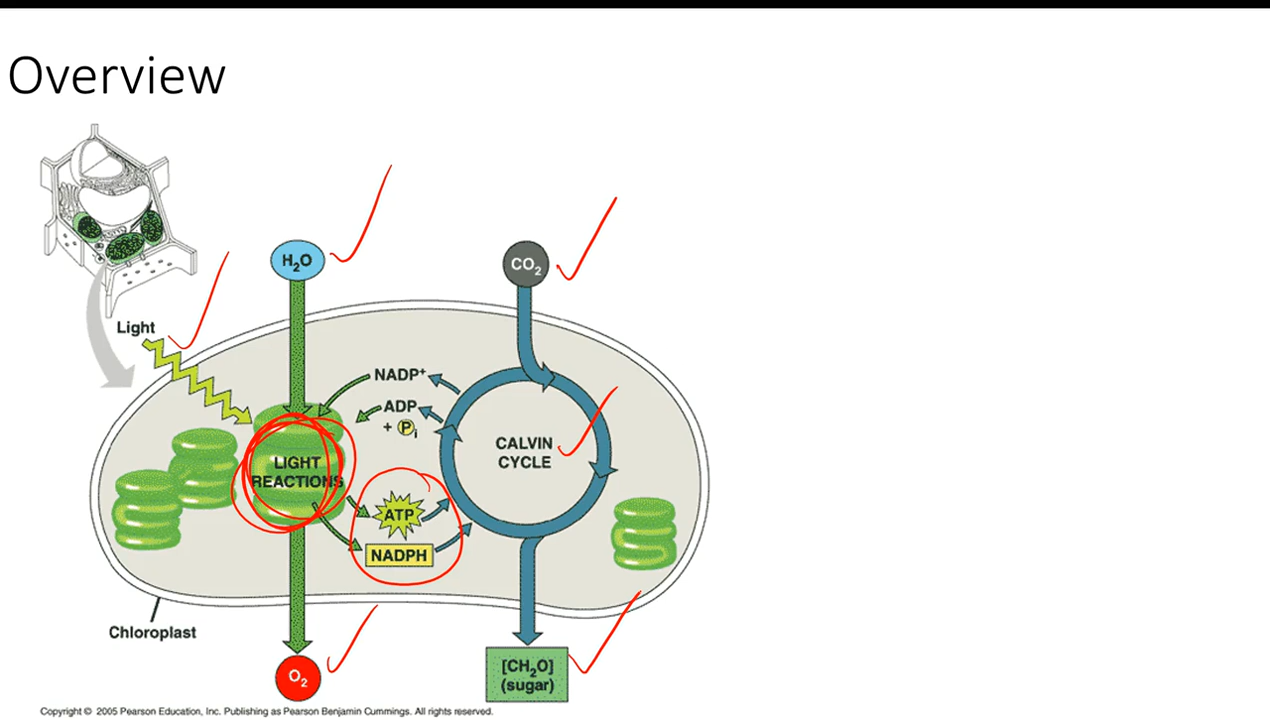 Overview
H₂O
CO₂
Light
NADP⁺
ADP
+ Pᵢ
CALVIN
CYCLE
LIGHT
REACTIONS
ATP
NADPH
Chloroplast
O₂
[CH₂O]
(sugar)
Copyright © 2005 Pearson Education, Inc. Publishing as Pearson Benjamin Cummings. All rights reserved.